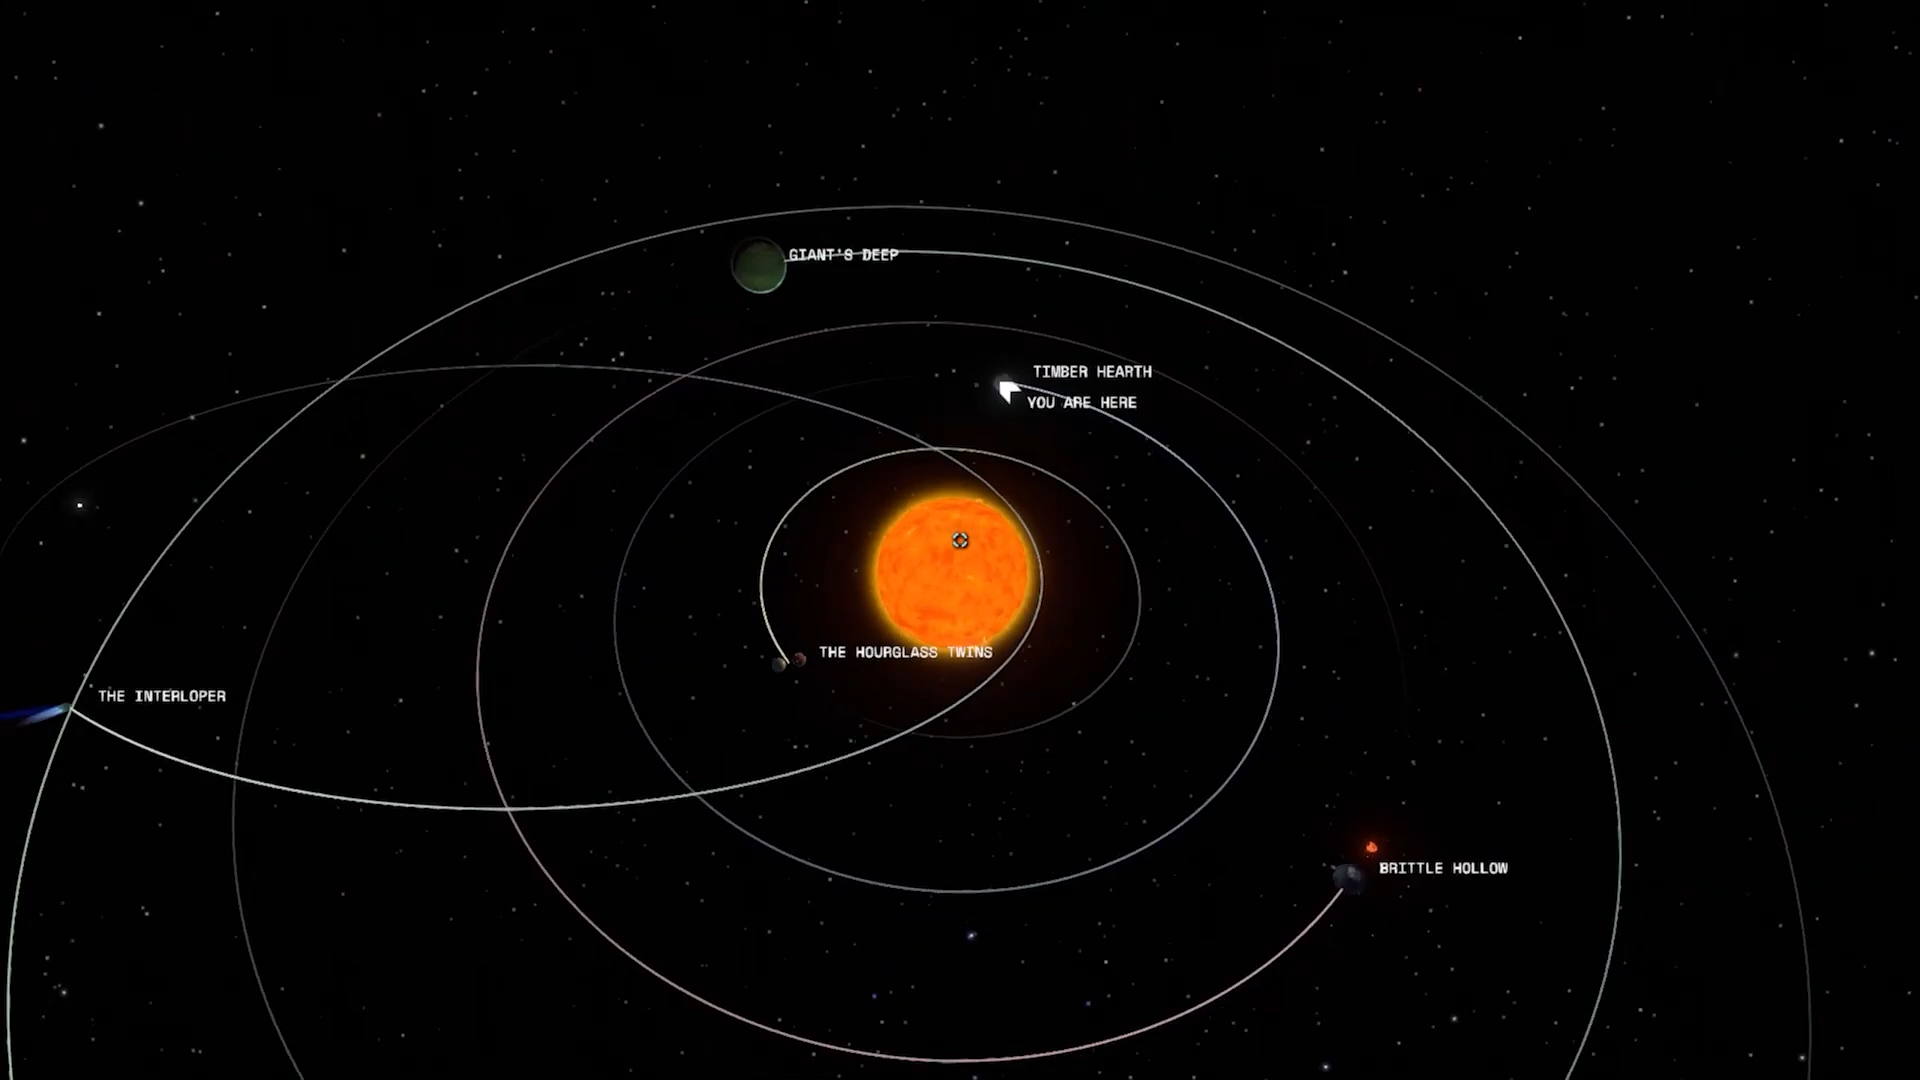 GIANT'S DEEP
TIMBER HEARTH
YOU ARE HERE
THE HOURGLASS TWINS
THE INTERLOPER
BRITTLE HOLLOW